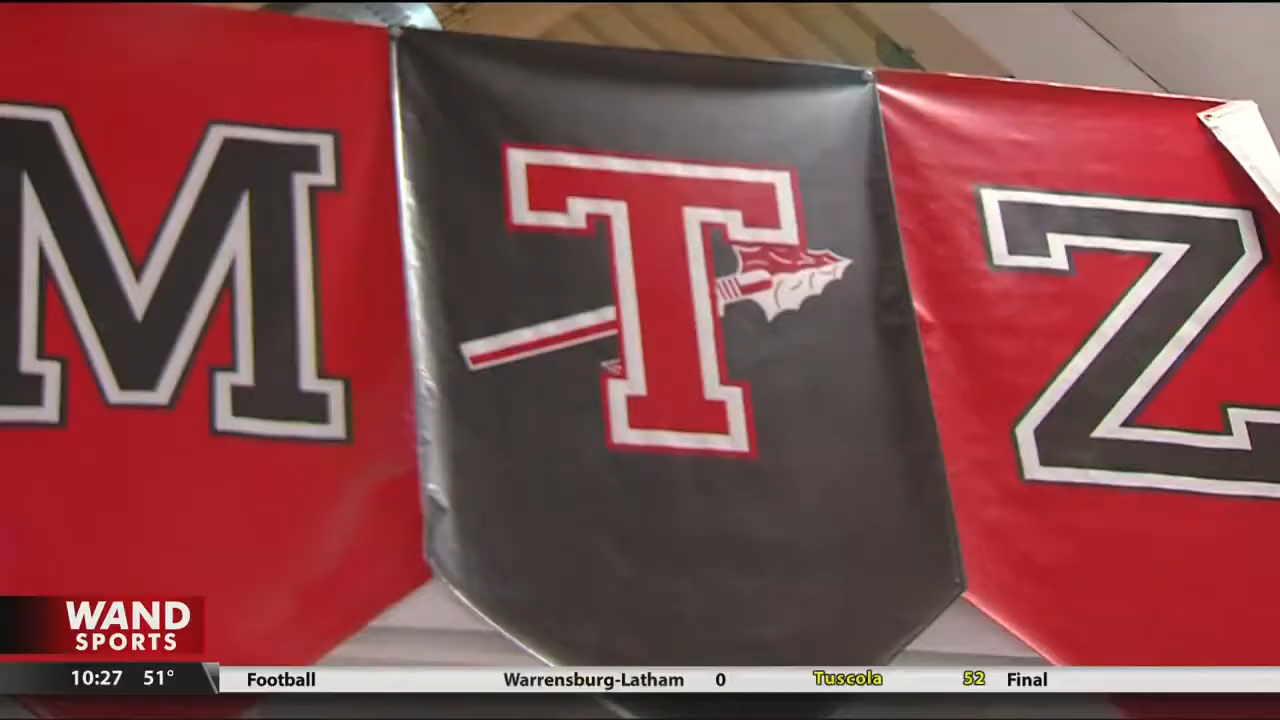 M T Z
WAND
SPORTS
10:27 51° Football Warrensburg-Latham 0 Tuscola 52 Final